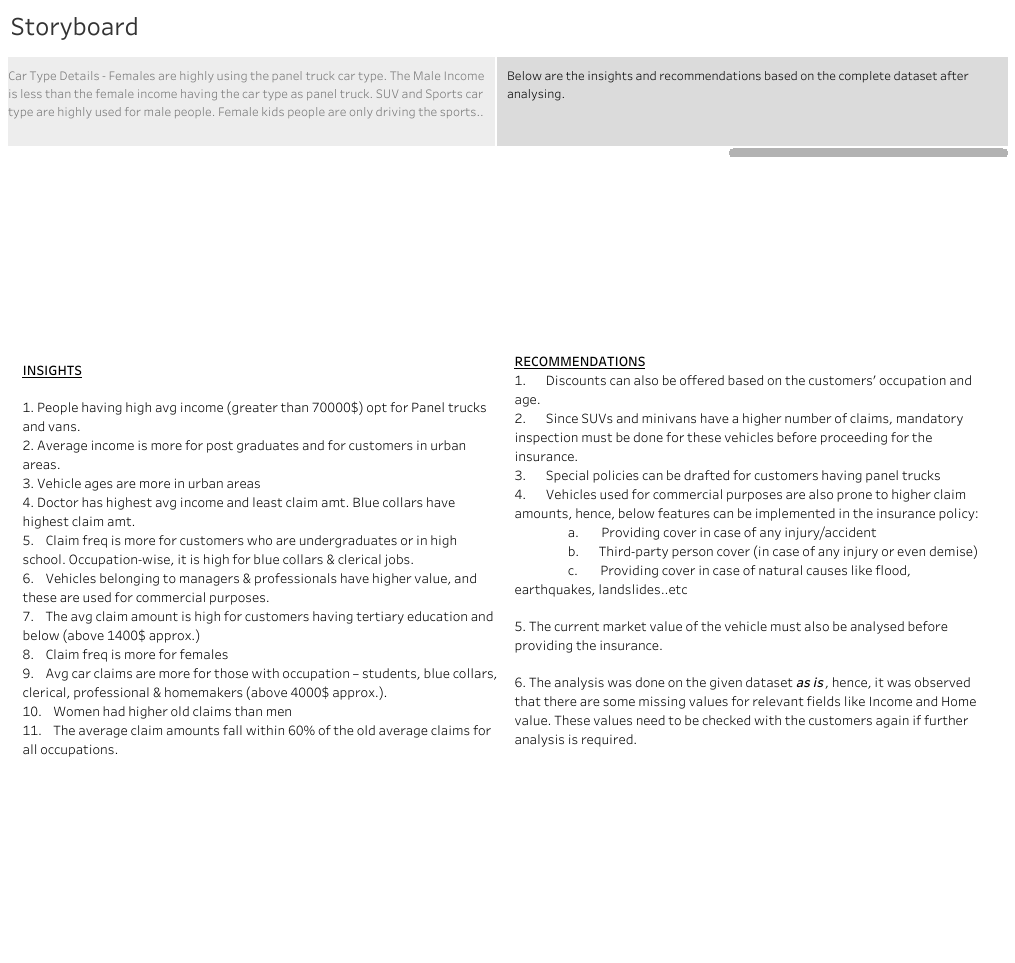 Storyboard
Car Type Details - Females are highly using the panel truck car type. The Male Income
is less than the female income having the car type as panel truck. SUV and Sports car
type are highly used for male people. Female kids people are only driving the sports..
Below are the insights and recommendations based on the complete dataset after
analysing.
INSIGHTS
1. People having high avg income (greater than 70000$) opt for Panel trucks
and vans.
2. Average income is more for post graduates and for customers in urban
areas.
3. Vehicle ages are more in urban areas
4. Doctor has highest avg income and least claim amt. Blue collars have
highest claim amt.
5. Claim freq is more for customers who are undergraduates or in high
school. Occupation-wise, it is high for blue collars & clerical jobs.
6. Vehicles belonging to managers & professionals have higher value, and
these are used for commercial purposes.
7. The avg claim amount is high for customers having tertiary education and
below (above 1400$ approx.)
8. Claim freq is more for females
9. Avg car claims are more for those with occupation – students, blue collars,
clerical, professional & homemakers (above 4000$ approx.).
10. Women had higher old claims than men
11. The average claim amounts fall within 60% of the old average claims for
all occupations.
RECOMMENDATIONS
1. Discounts can also be offered based on the customers’ occupation and
age.
2. Since SUVs and minivans have a higher number of claims, mandatory
inspection must be done for these vehicles before proceeding for the
insurance.
3. Special policies can be drafted for customers having panel trucks
4. Vehicles used for commercial purposes are also prone to higher claim
amounts, hence, below features can be implemented in the insurance policy:
a. Providing cover in case of any injury/accident
b. Third-party person cover (in case of any injury or even demise)
c. Providing cover in case of natural causes like flood,
earthquakes, landslides..etc
5. The current market value of the vehicle must also be analysed before
providing the insurance.
6. The analysis was done on the given dataset as is, hence, it was observed
that there are some missing values for relevant fields like Income and Home
value. These values need to be checked with the customers again if further
analysis is required.